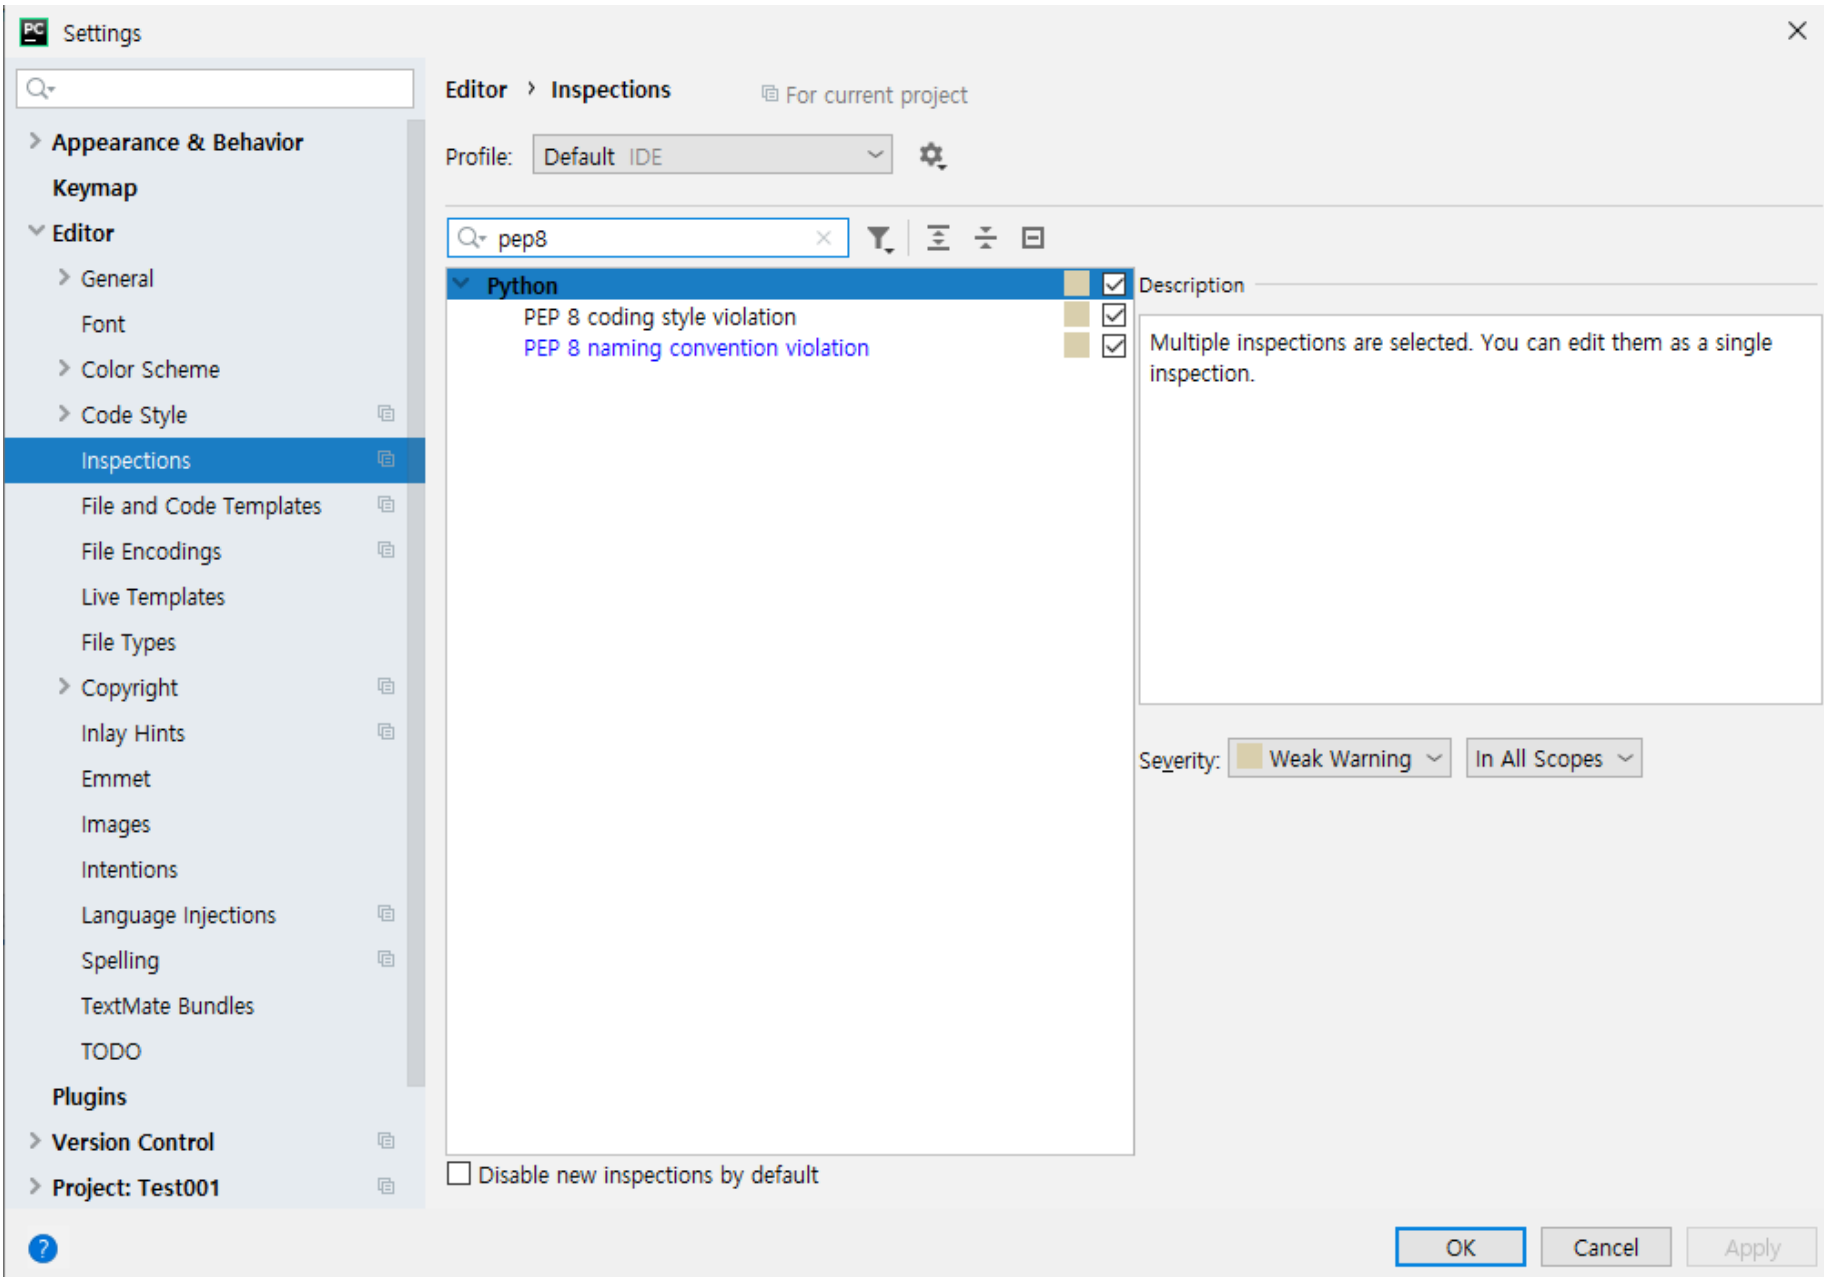 PC Settings
Appearance & Behavior
Keymap
Editor
General
Font
Color Scheme
Code Style
Inspections
File and Code Templates
File Encodings
Live Templates
File Types
Copyright
Inlay Hints
Emmet
Images
Intentions
Language Injections
Spelling
TextMate Bundles
TODO
Plugins
Version Control
Project: Test001
Editor › Inspections For current project
Profile: Default IDE
pep8
Python
PEP 8 coding style violation
PEP 8 naming convention violation
Disable new inspections by default
Description
Multiple inspections are selected. You can edit them as a single
inspection.
Severity: Weak Warning In All Scopes
?
OK Cancel Apply